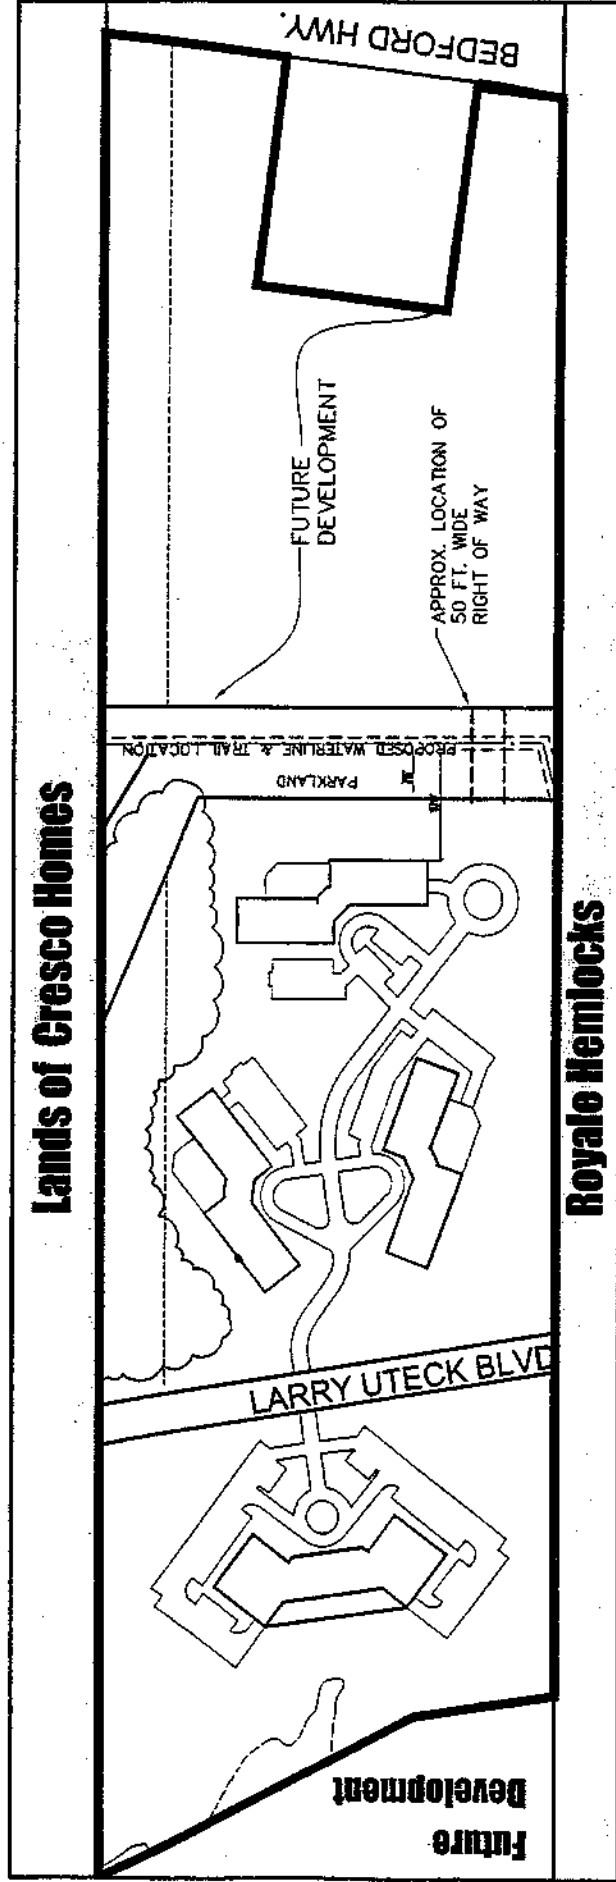 BEDFORD HWY.
FUTURE
DEVELOPMENT
APPROX. LOCATION OF
50 FT. WIDE
RIGHT OF WAY
PROPOSED WATERLINE & TRAIL LOCATION
PARKLAND
Lands of Cresco Homes
Royale Hemlocks
LARRY UTECK BLVD
Future
Development